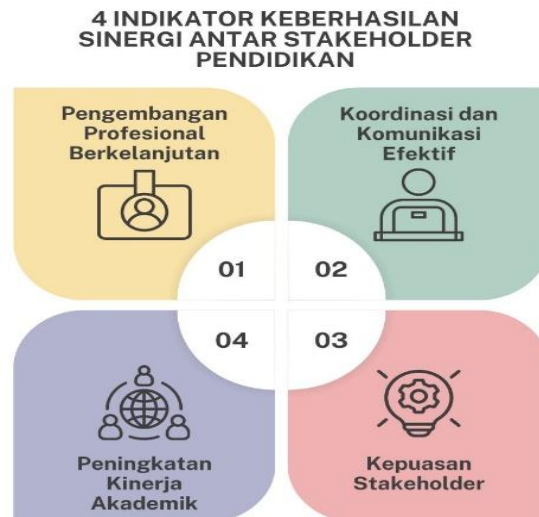 4 INDIKATOR KEBERHASILAN
SINERGI ANTAR STAKEHOLDER
PENDIDIKAN
Pengembangan
Profesional
Berkelanjutan
Koordinasi dan
Komunikasi
Efektif
01
02
04
03
Peningkatan
Kinerja
Akademik
Kepuasan
Stakeholder